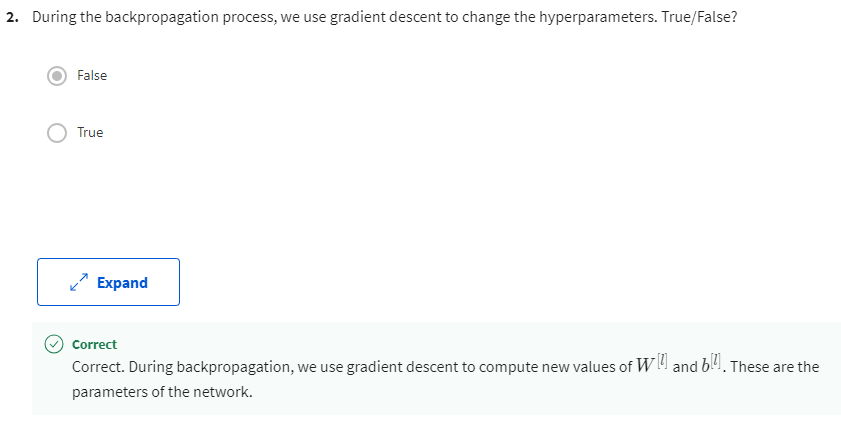 2. During the backpropagation process, we use gradient descent to change the hyperparameters. True/False?
False
True
Expand
Correct
Correct. During backpropagation, we use gradient descent to compute new values of W^[l] and b^[l]. These are the
parameters of the network.